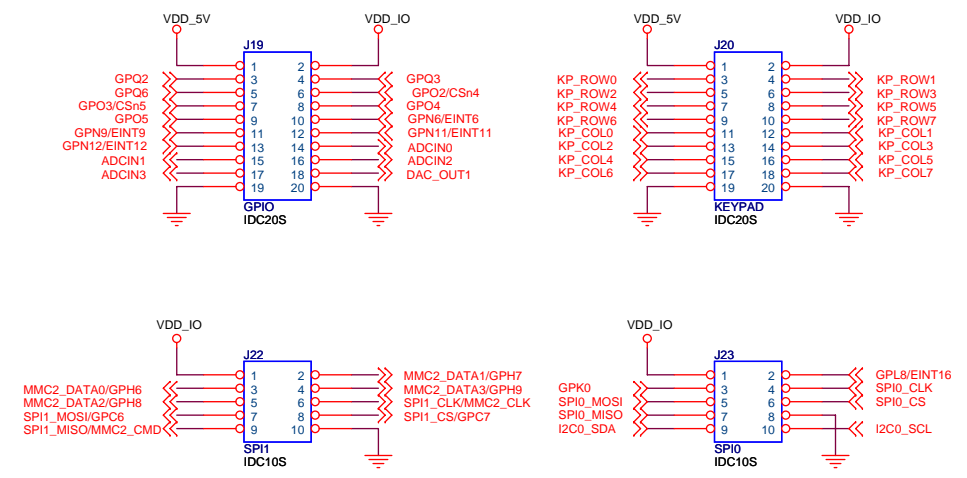 VDD_5V VDD_IO VDD_5V VDD_IO
J19 J20
1 2 1 2
GPQ2 3 4 GPQ3 KP_ROW0 3 4 KP_ROW1
GPQ6 5 6 GPO2/CSn4 KP_ROW2 5 6 KP_ROW3
GPO3/CSn5 7 8 GPO4 KP_ROW4 7 8 KP_ROW5
GPO5 9 10 GPN6/EINT6 KP_ROW6 9 10 KP_ROW7
GPN9/EINT9 11 12 GPN11/EINT11 KP_COL0 11 12 KP_COL1
GPN12/EINT12 13 14 ADCIN0 KP_COL2 13 14 KP_COL3
ADCIN1 15 16 ADCIN2 KP_COL4 15 16 KP_COL5
ADCIN3 17 18 DAC_OUT1 KP_COL6 17 18 KP_COL7
19 20 19 20
GPIO KEYPAD
IDC20S IDC20S
VDD_IO VDD_IO
J22 J23
1 2 MMC2_DATA1/GPH7 1 2 GPL8/EINT16
MMC2_DATA0/GPH6 3 4 MMC2_DATA3/GPH9 GPK0 3 4 SPI0_CLK
MMC2_DATA2/GPH8 5 6 SPI1_CLK/MMC2_CLK SPI0_MOSI 5 6 SPI0_CS
SPI1_MOSI/GPC6 7 8 SPI1_CS/GPC7 SPI0_MISO 7 8
SPI1_MISO/MMC2_CMD 9 10 I2C0_SDA 9 10 I2C0_SCL
SPI1 SPI0
IDC10S IDC10S